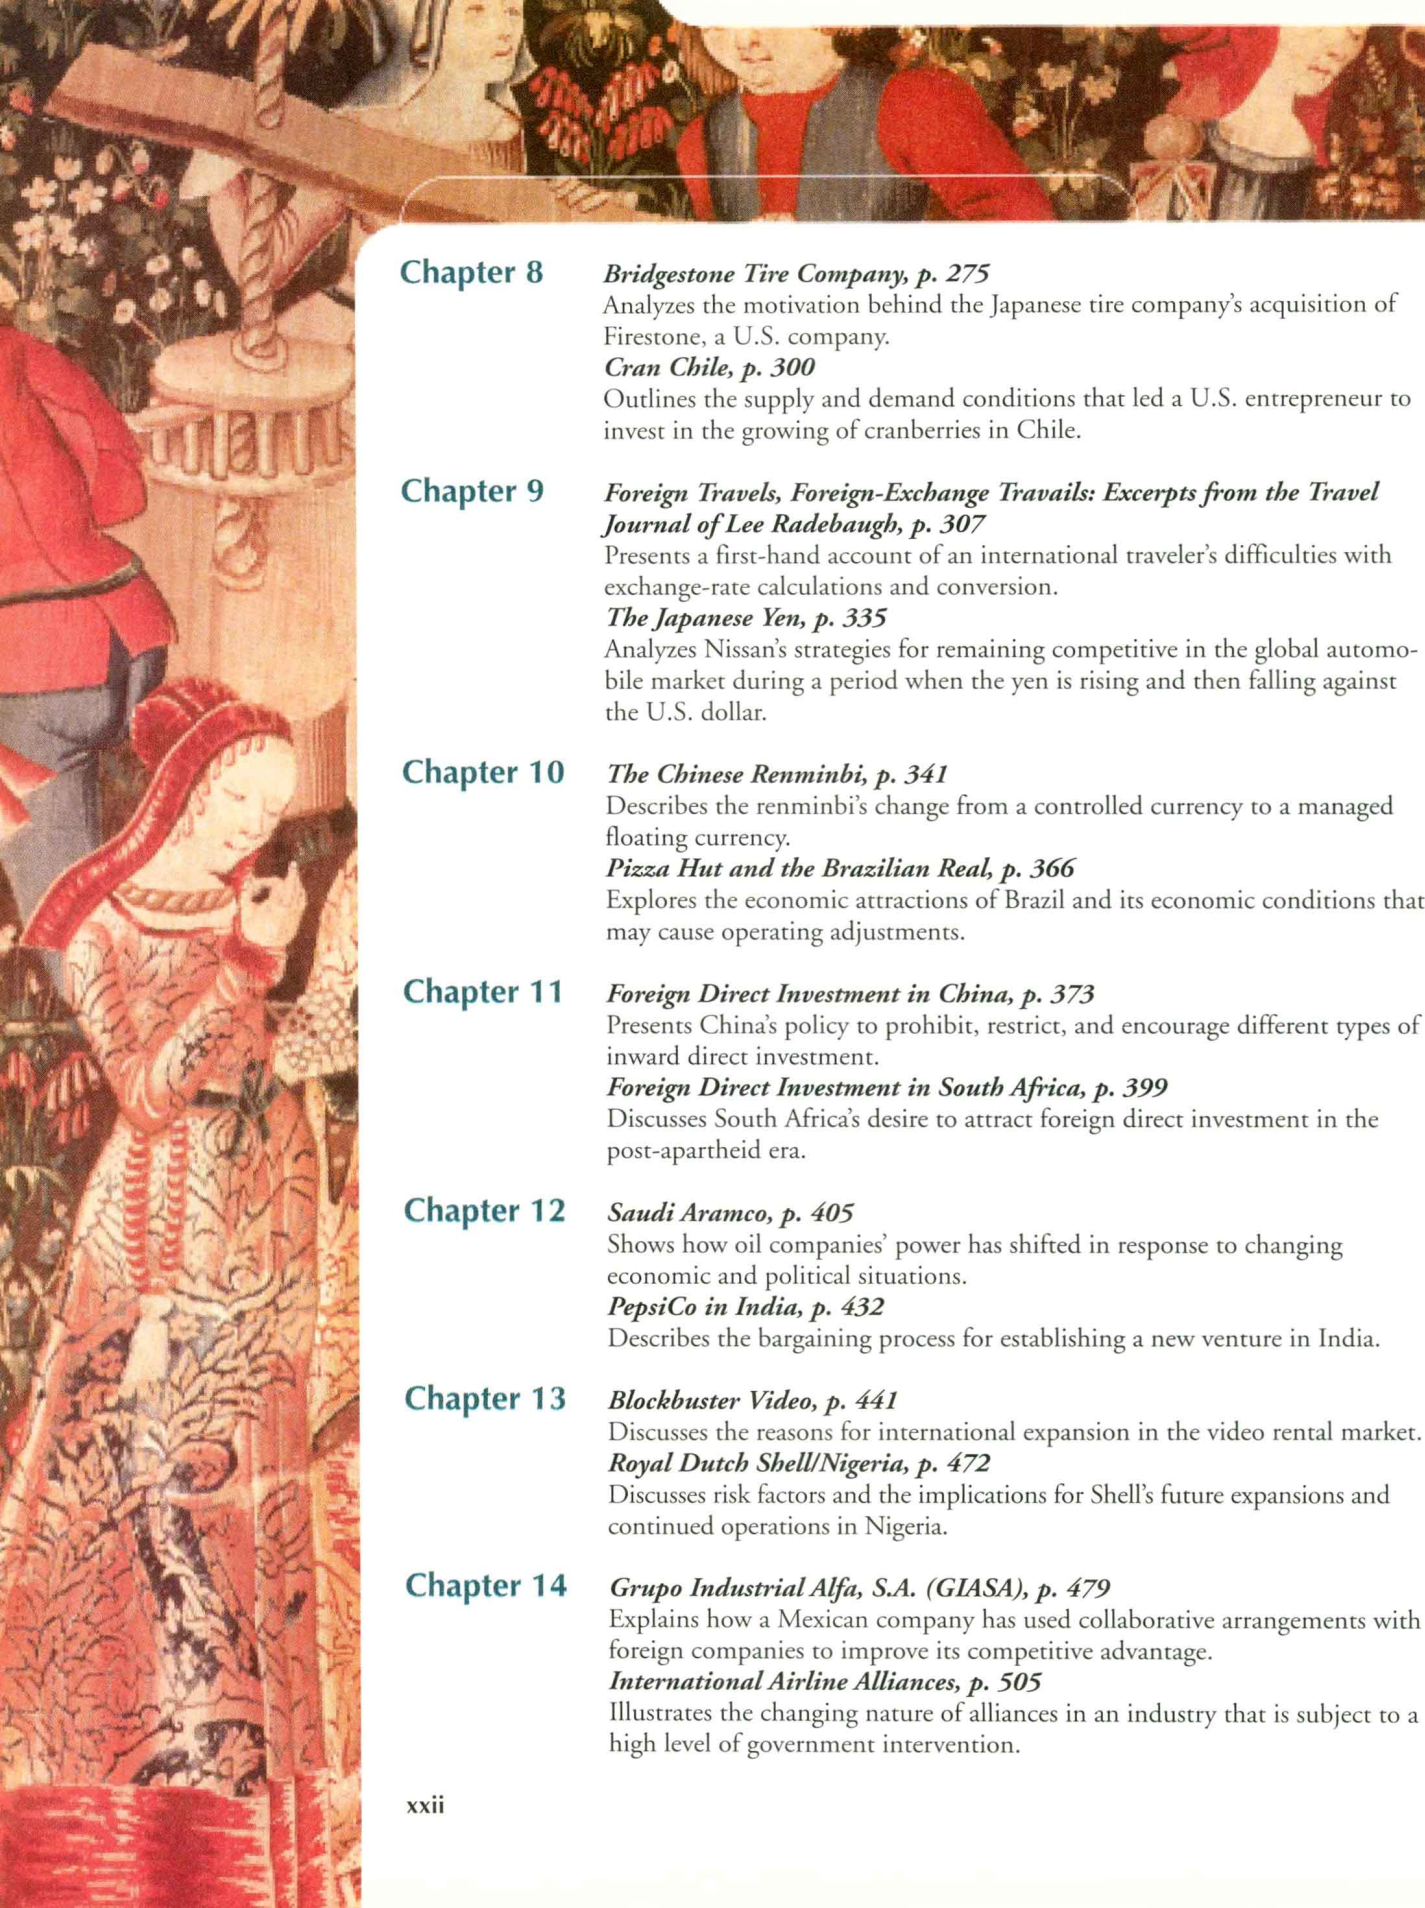 Chapter 8
Bridgestone Tire Company, p. 275
Analyzes the motivation behind the Japanese tire company's acquisition of
Firestone, a U.S. company.
Cran Chile, p. 300
Outlines the supply and demand conditions that led a U.S. entrepreneur to
invest in the growing of cranberries in Chile.
Chapter 9
Foreign Travels, Foreign-Exchange Travails: Excerpts from the Travel
Journal of Lee Radebaugh, p. 307
Presents a first-hand account of an international traveler's difficulties with
exchange-rate calculations and conversion.
The Japanese Yen, p. 335
Analyzes Nissan's strategies for remaining competitive in the global automo-
bile market during a period when the yen is rising and then falling against
the U.S. dollar.
Chapter 10
The Chinese Renminbi, p. 341
Describes the renminbi's change from a controlled currency to a managed
floating currency.
Pizza Hut and the Brazilian Real, p. 366
Explores the economic attractions of Brazil and its economic conditions that
may cause operating adjustments.
Chapter 11
Foreign Direct Investment in China, p. 373
Presents China's policy to prohibit, restrict, and encourage different types of
inward direct investment.
Foreign Direct Investment in South Africa, p. 399
Discusses South Africa's desire to attract foreign direct investment in the
post-apartheid era.
Chapter 12
Saudi Aramco, p. 405
Shows how oil companies' power has shifted in response to changing
economic and political situations.
PepsiCo in India, p. 432
Describes the bargaining process for establishing a new venture in India.
Chapter 13
Blockbuster Video, p. 441
Discusses the reasons for international expansion in the video rental market.
Royal Dutch Shell/Nigeria, p. 472
Discusses risk factors and the implications for Shell's future expansions and
continued operations in Nigeria.
Chapter 14
Grupo Industrial Alfa, S.A. (GIASA), p. 479
Explains how a Mexican company has used collaborative arrangements with
foreign companies to improve its competitive advantage.
International Airline Alliances, p. 505
Illustrates the changing nature of alliances in an industry that is subject to a
high level of government intervention.
xxii